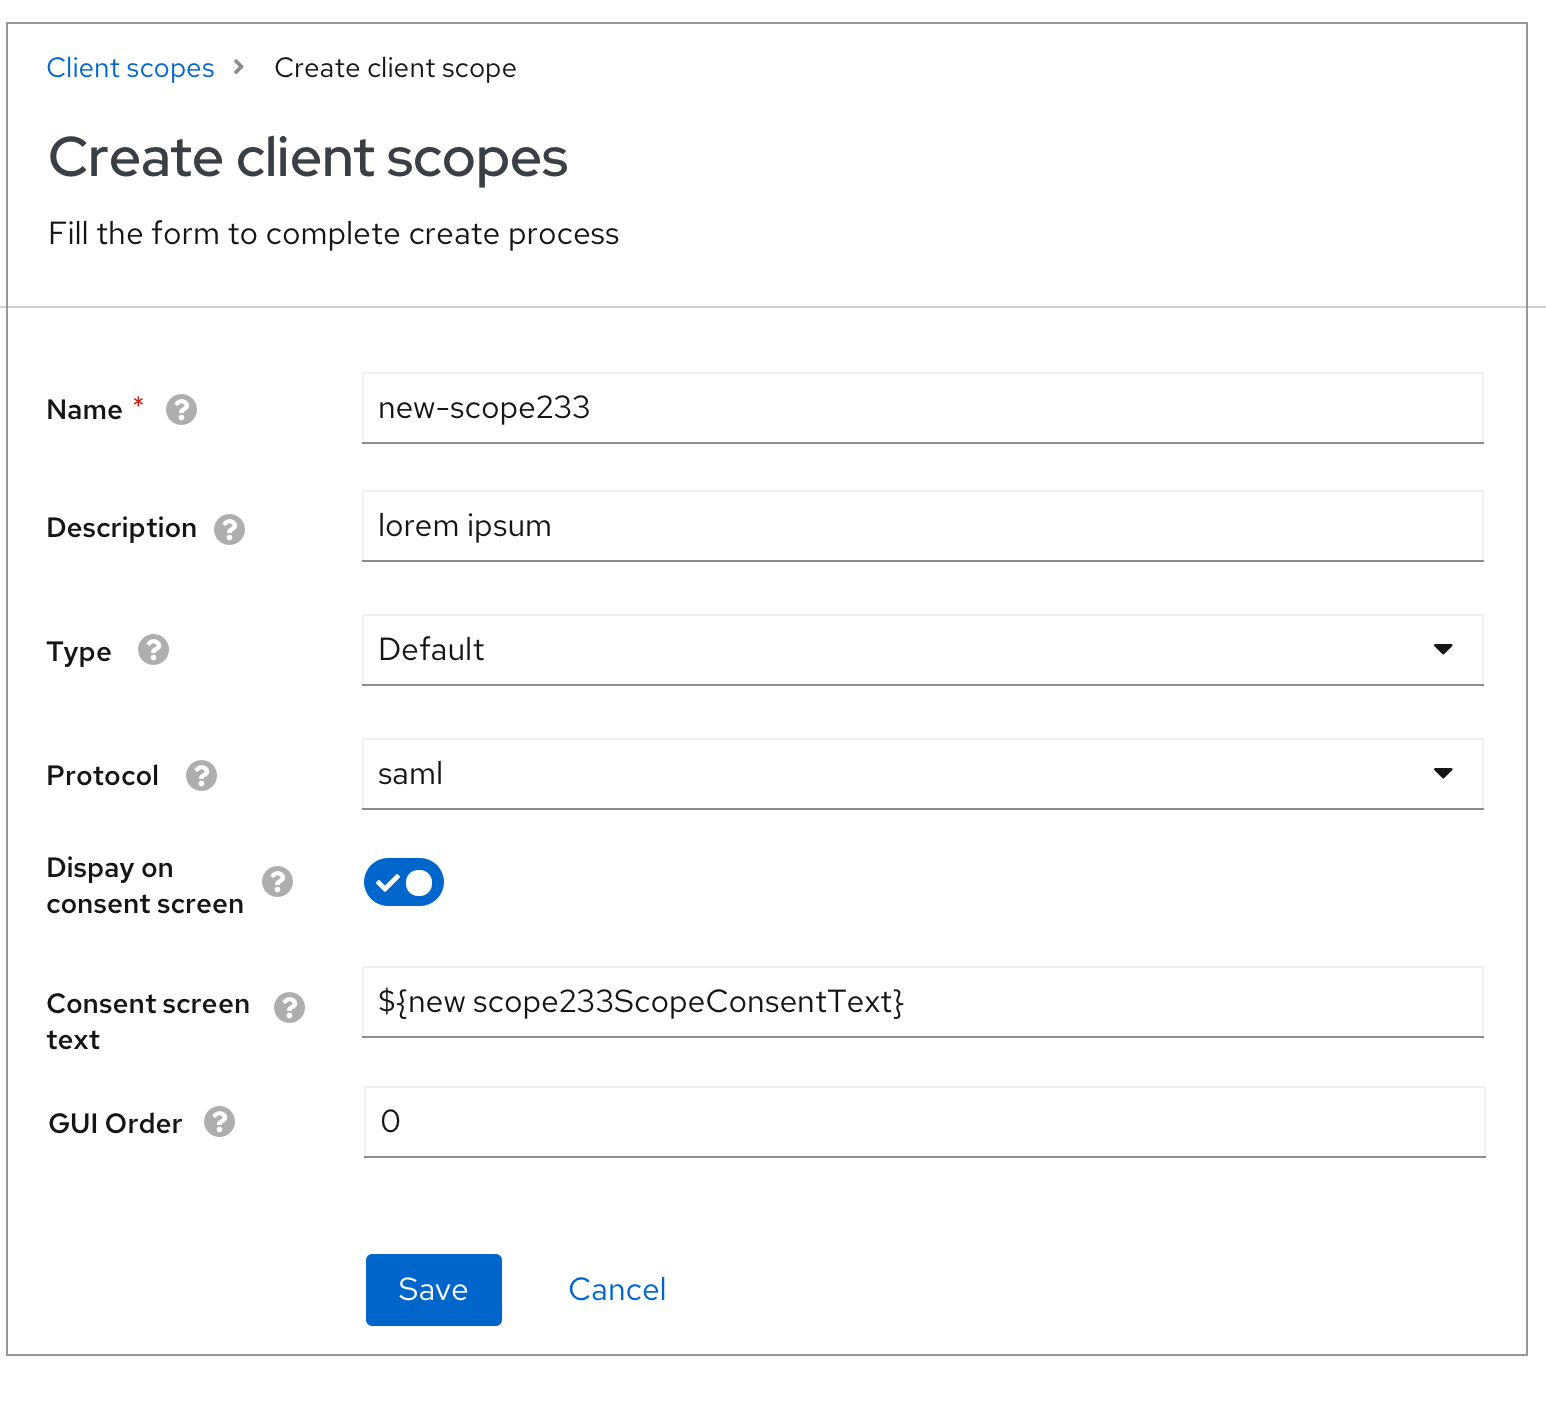 Client scopes > Create client scope
Create client scopes
Fill the form to complete create process
Name * ?
new-scope233
Description ?
lorem ipsum
Type ?
Default
Protocol ?
saml
Dispay on
consent screen ?
Consent screen ?
text
${new scope233ScopeConsentText}
GUI Order ?
0
Save Cancel